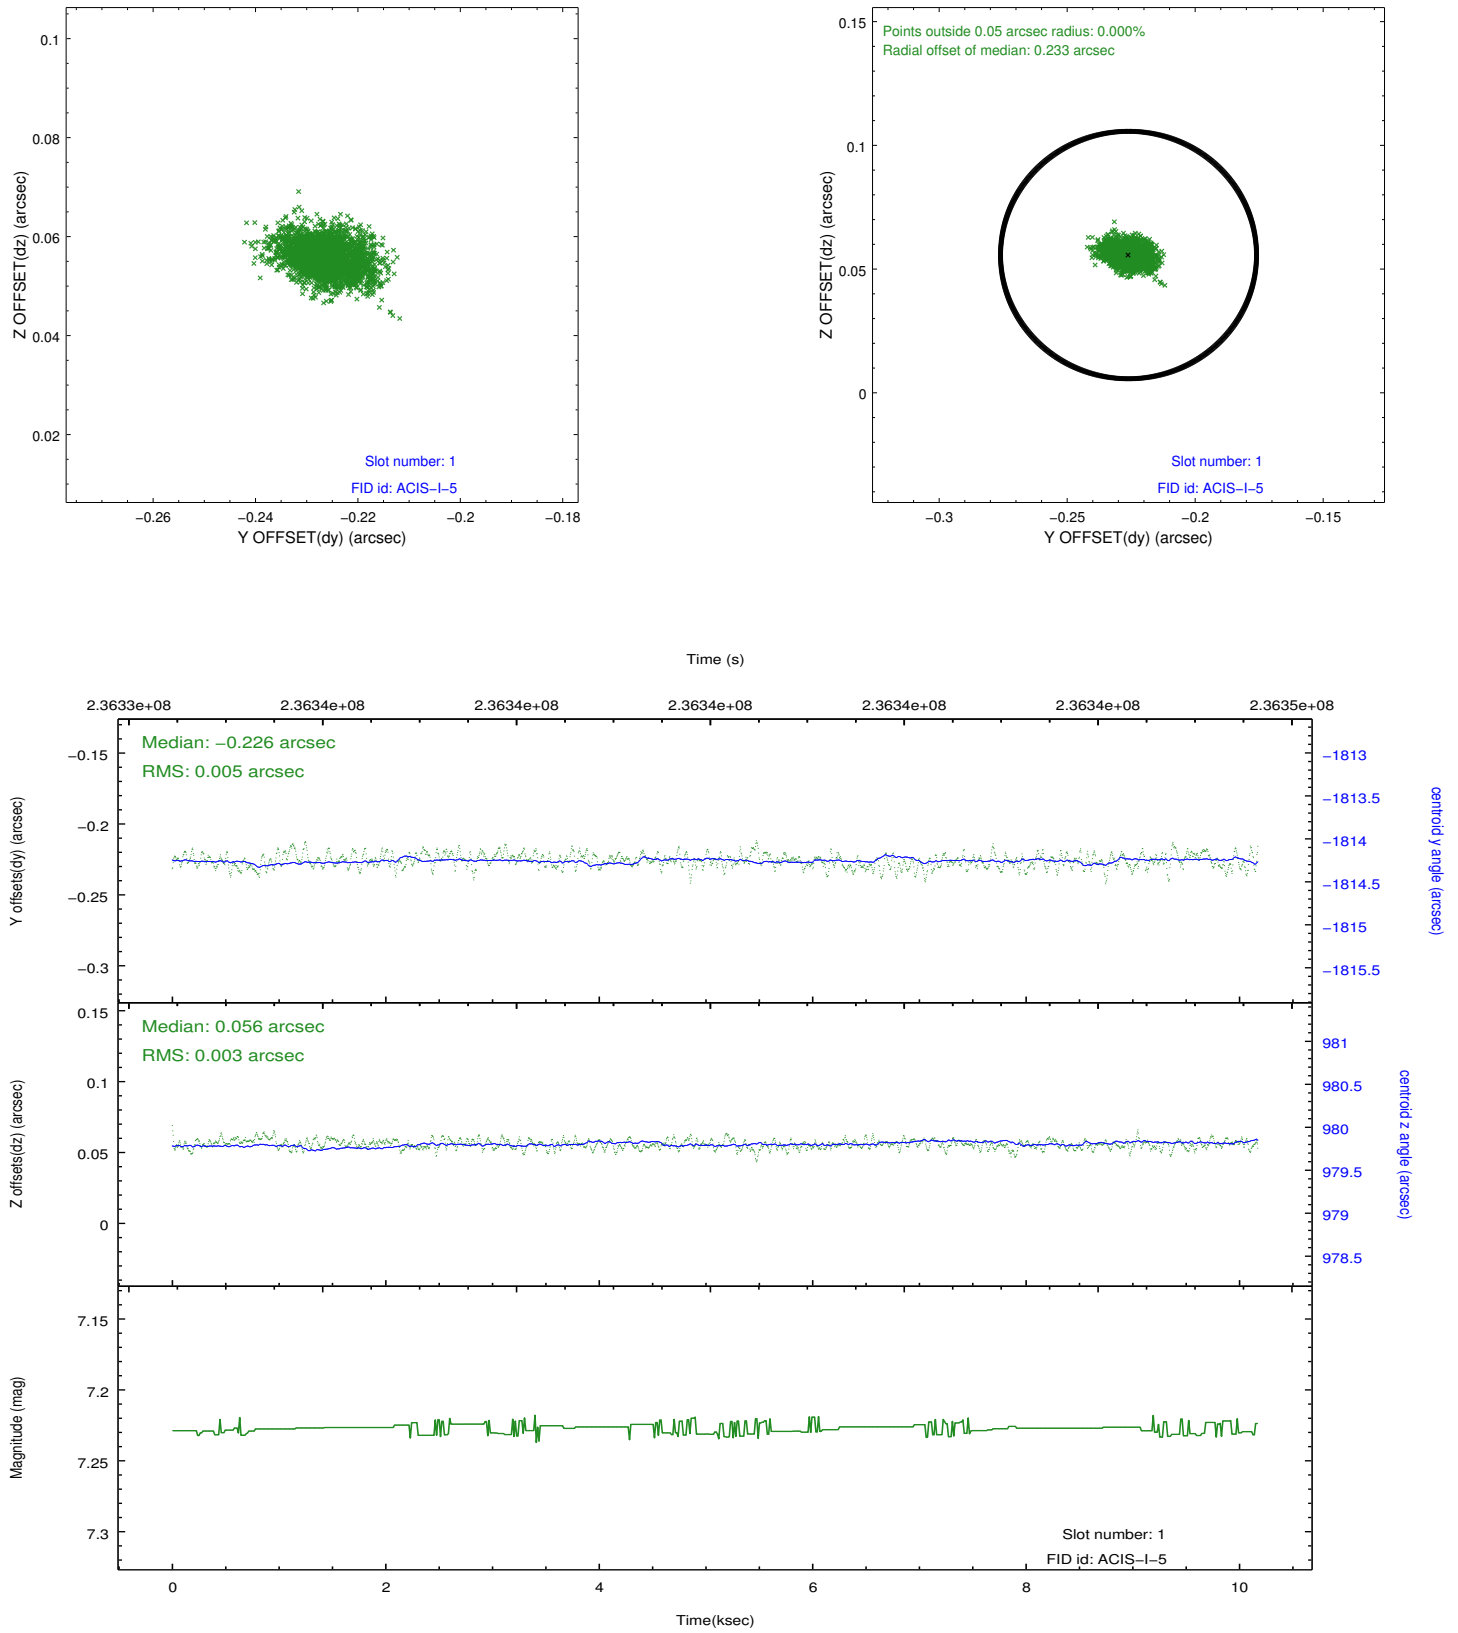 0.1
0.08
0.06
0.04
0.02
Z OFFSET(dz) (arcsec)
Slot number: 1
FID id: ACIS−I−5
−0.26
−0.24
−0.22
−0.2
−0.18
Y OFFSET(dy) (arcsec)
Points outside 0.05 arcsec radius: 0.000%
Radial offset of median: 0.233 arcsec
0.15
0.1
0.05
0
Z OFFSET(dz) (arcsec)
Slot number: 1
FID id: ACIS−I−5
−0.3
−0.25
−0.2
−0.15
Y OFFSET(dy) (arcsec)
Time (s)
2.3633e+08
2.3634e+08
2.3634e+08
2.3634e+08
2.3634e+08
2.3634e+08
2.3635e+08
Median: −0.226 arcsec
RMS: 0.005 arcsec
−0.15
−0.2
−0.25
−0.3
Y offsets(dy) (arcsec)
−1813
−1813.5
−1814
−1814.5
−1815
−1815.5
centroid y angle (arcsec)
Median: 0.056 arcsec
RMS: 0.003 arcsec
0.15
0.1
0.05
0
Z offsets(dz) (arcsec)
981
980.5
980
979.5
979
978.5
centroid z angle (arcsec)
7.15
7.2
7.25
7.3
Magnitude (mag)
Slot number: 1
FID id: ACIS−I−5
0
2
4
6
8
10
Time(ksec)